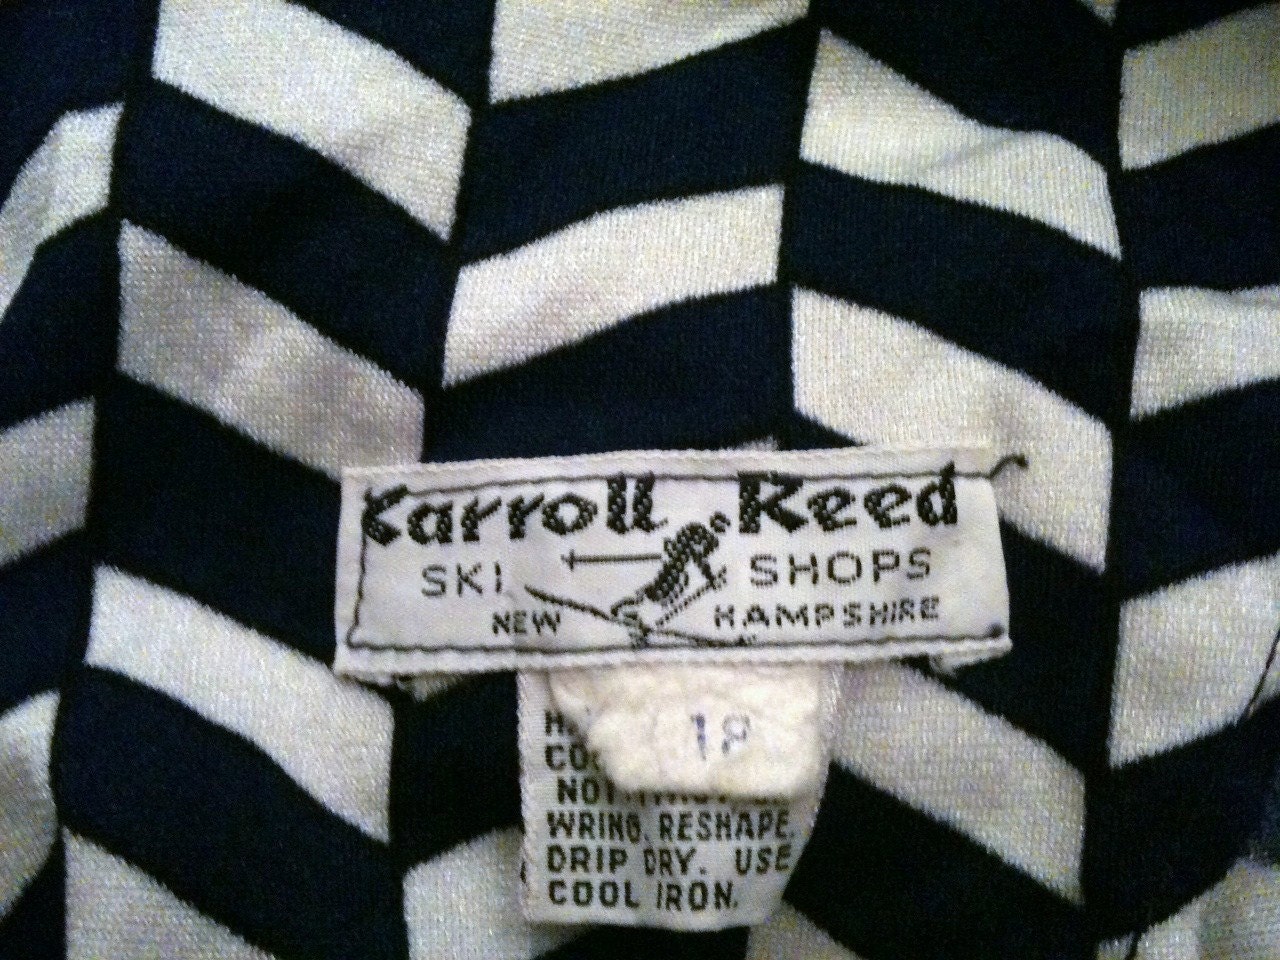 Carroll Reed
SKI SHOPS
NEW HAMPSHIRE
18
WRING. RESHAPE.
DRIP DRY. USE
COOL IRON.